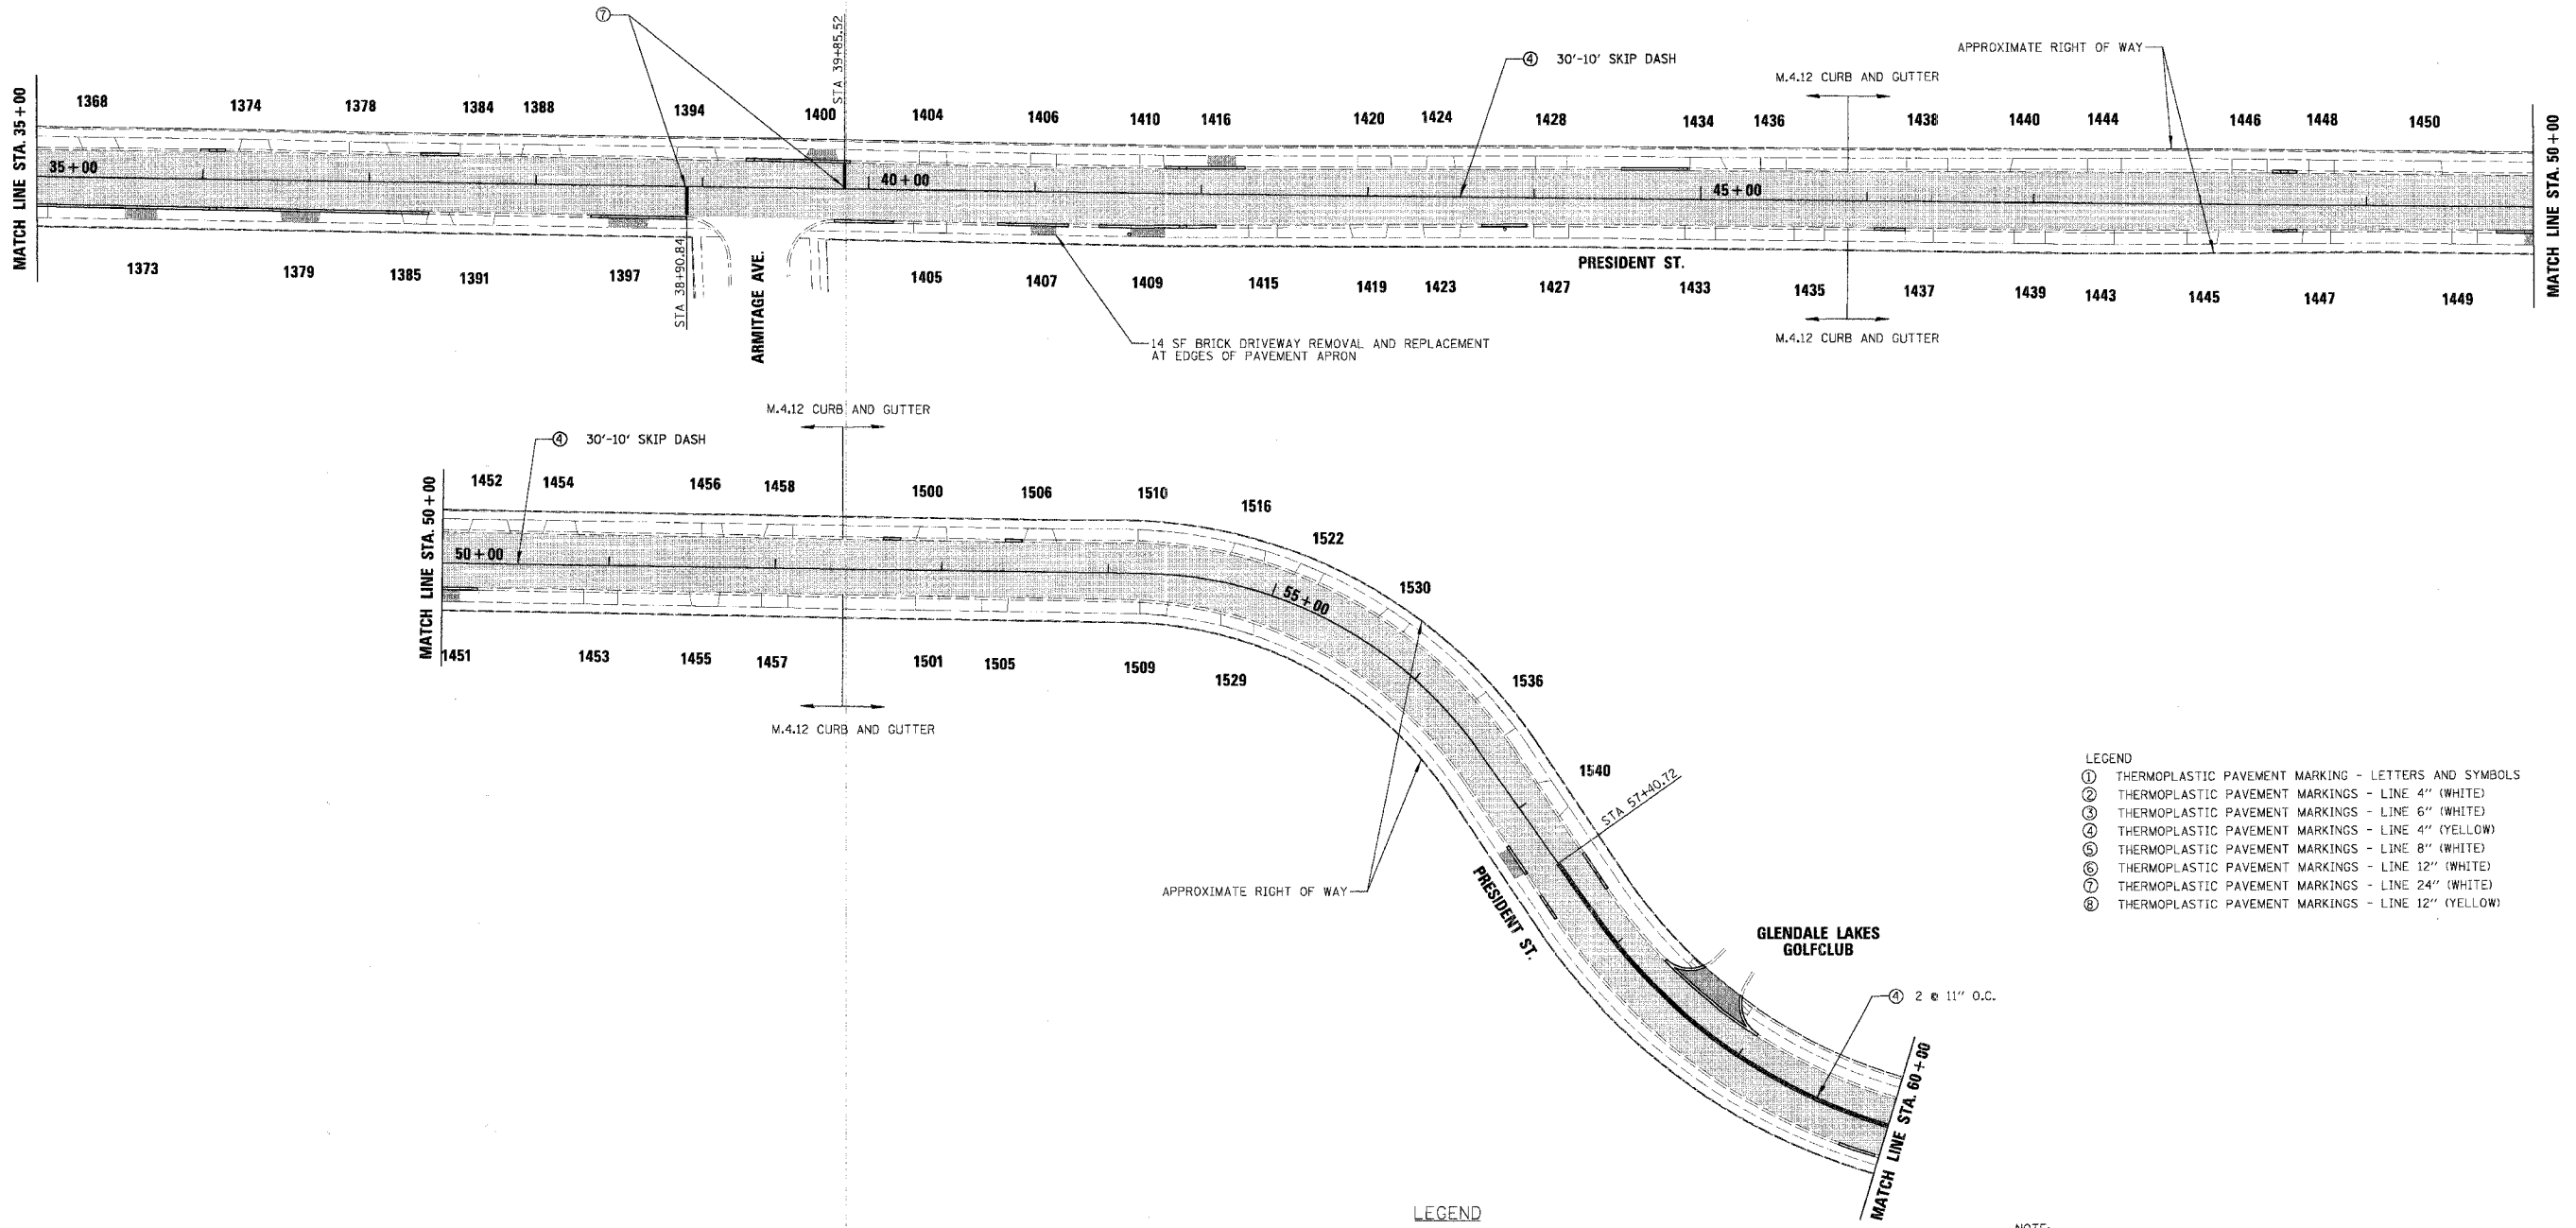 ⑦
STA 39+85.52
④ 30'-10' SKIP DASH
APPROXIMATE RIGHT OF WAY
M.4.12 CURB AND GUTTER
MATCH LINE STA. 35+00
1368 1374 1378 1384 1388 1394 1400 1404 1406 1410 1416 1420 1424 1428 1434 1436 1438 1440 1444 1446 1448 1450
35+00 40+00 45+00
MATCH LINE STA. 50+00
PRESIDENT ST.
1373 1379 1385 1391 1397 1405 1407 1409 1415 1419 1423 1427 1433 1435 1437 1439 1443 1445 1447 1449
STA 38+90.84
ARMITAGE AVE.
14 SF BRICK DRIVEWAY REMOVAL AND REPLACEMENT
AT EDGES OF PAVEMENT APRON
M.4.12 CURB AND GUTTER
M.4.12 CURB AND GUTTER
④ 30'-10' SKIP DASH
MATCH LINE STA. 50+00
1452 1454 1456 1458 1500 1506 1510 1516 1522 1530 1536 1540
50+00 55+00
1451 1453 1455 1457 1501 1505 1509 1529
M.4.12 CURB AND GUTTER
STA 57+40.72
APPROXIMATE RIGHT OF WAY
PRESIDENT ST.
GLENDALE LAKES
GOLFCLUB
④ 2 @ 11" O.C.
MATCH LINE STA. 60+00
LEGEND
① THERMOPLASTIC PAVEMENT MARKING - LETTERS AND SYMBOLS
② THERMOPLASTIC PAVEMENT MARKINGS - LINE 4" (WHITE)
③ THERMOPLASTIC PAVEMENT MARKINGS - LINE 6" (WHITE)
④ THERMOPLASTIC PAVEMENT MARKINGS - LINE 4" (YELLOW)
⑤ THERMOPLASTIC PAVEMENT MARKINGS - LINE 8" (WHITE)
⑥ THERMOPLASTIC PAVEMENT MARKINGS - LINE 12" (WHITE)
⑦ THERMOPLASTIC PAVEMENT MARKINGS - LINE 24" (WHITE)
⑧ THERMOPLASTIC PAVEMENT MARKINGS - LINE 12" (YELLOW)
LEGEND
NOTE: